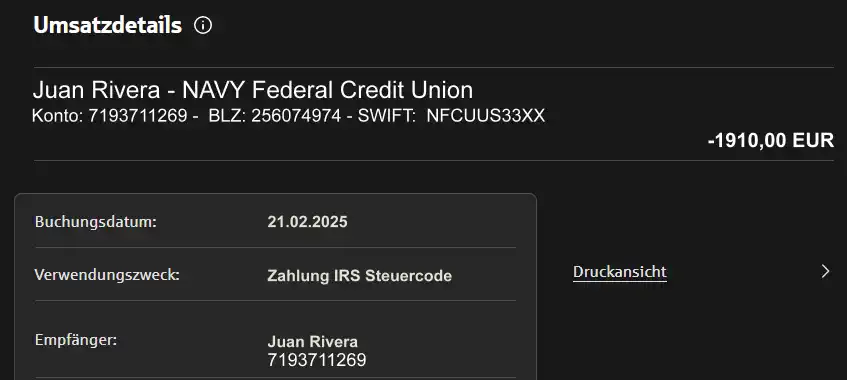 Umsatzdetails
Juan Rivera - NAVY Federal Credit Union
Konto: 7193711269 - BLZ: 256074974 - SWIFT: NFCUUS33XX
-1910,00 EUR
Buchungsdatum: 21.02.2025
Verwendungszweck: Zahlung IRS Steuercode
Druckansicht
Empfänger: Juan Rivera
7193711269